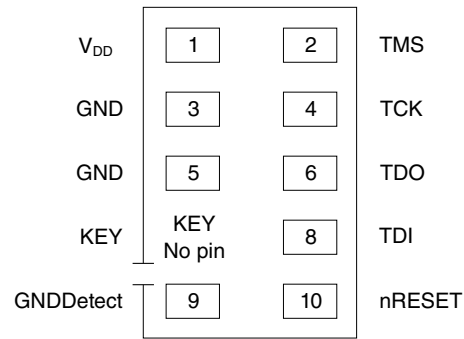 V_DD 1 2 TMS
GND 3 4 TCK
GND 5 6 TDO
KEY KEY 8 TDI
No pin
GNDDetect 9 10 nRESET